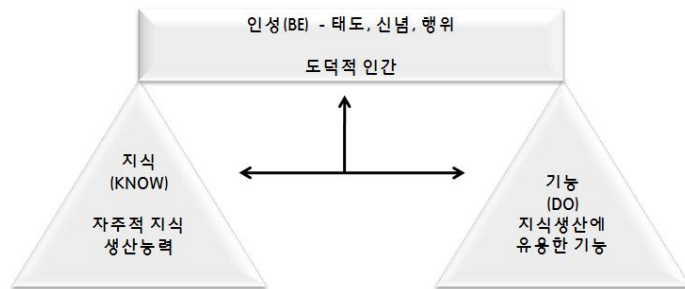 인성(BE) - 태도, 신념, 행위
도덕적 인간
지식
(KNOW)
자주적 지식
생산능력
기능
(DO)
지식생산에
유용한 기능